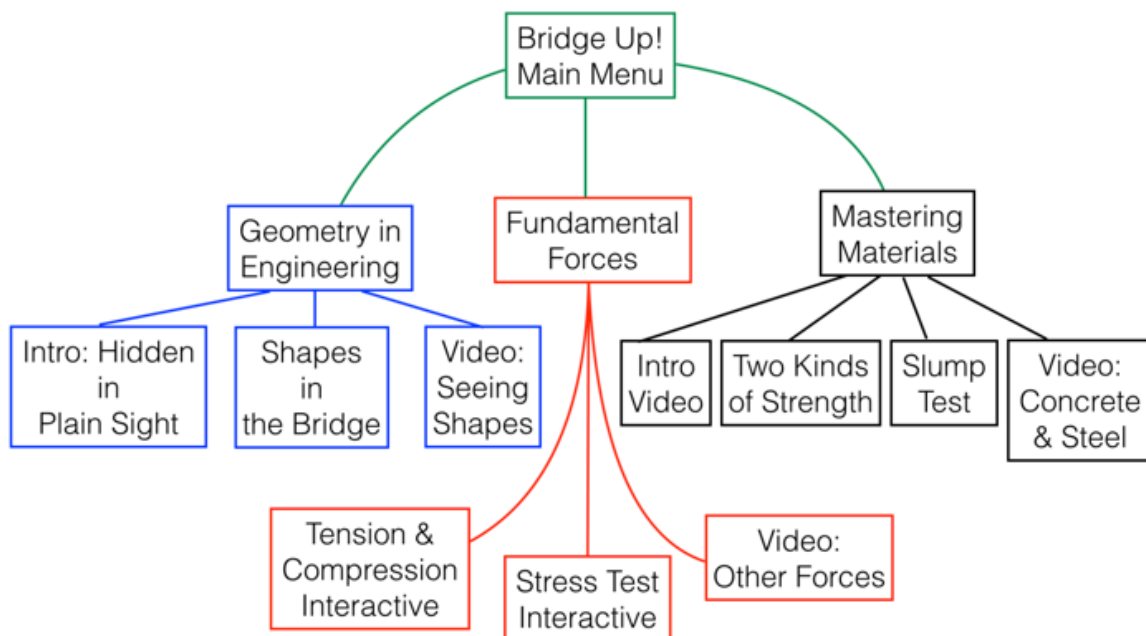 Bridge Up!
Main Menu
Geometry in
Engineering
Fundamental
Forces
Mastering
Materials
Intro: Hidden
in
Plain Sight
Shapes
in
the Bridge
Video:
Seeing
Shapes
Intro
Video
Two Kinds
of Strength
Slump
Test
Video:
Concrete
& Steel
Tension &
Compression
Interactive
Stress Test
Interactive
Video:
Other Forces